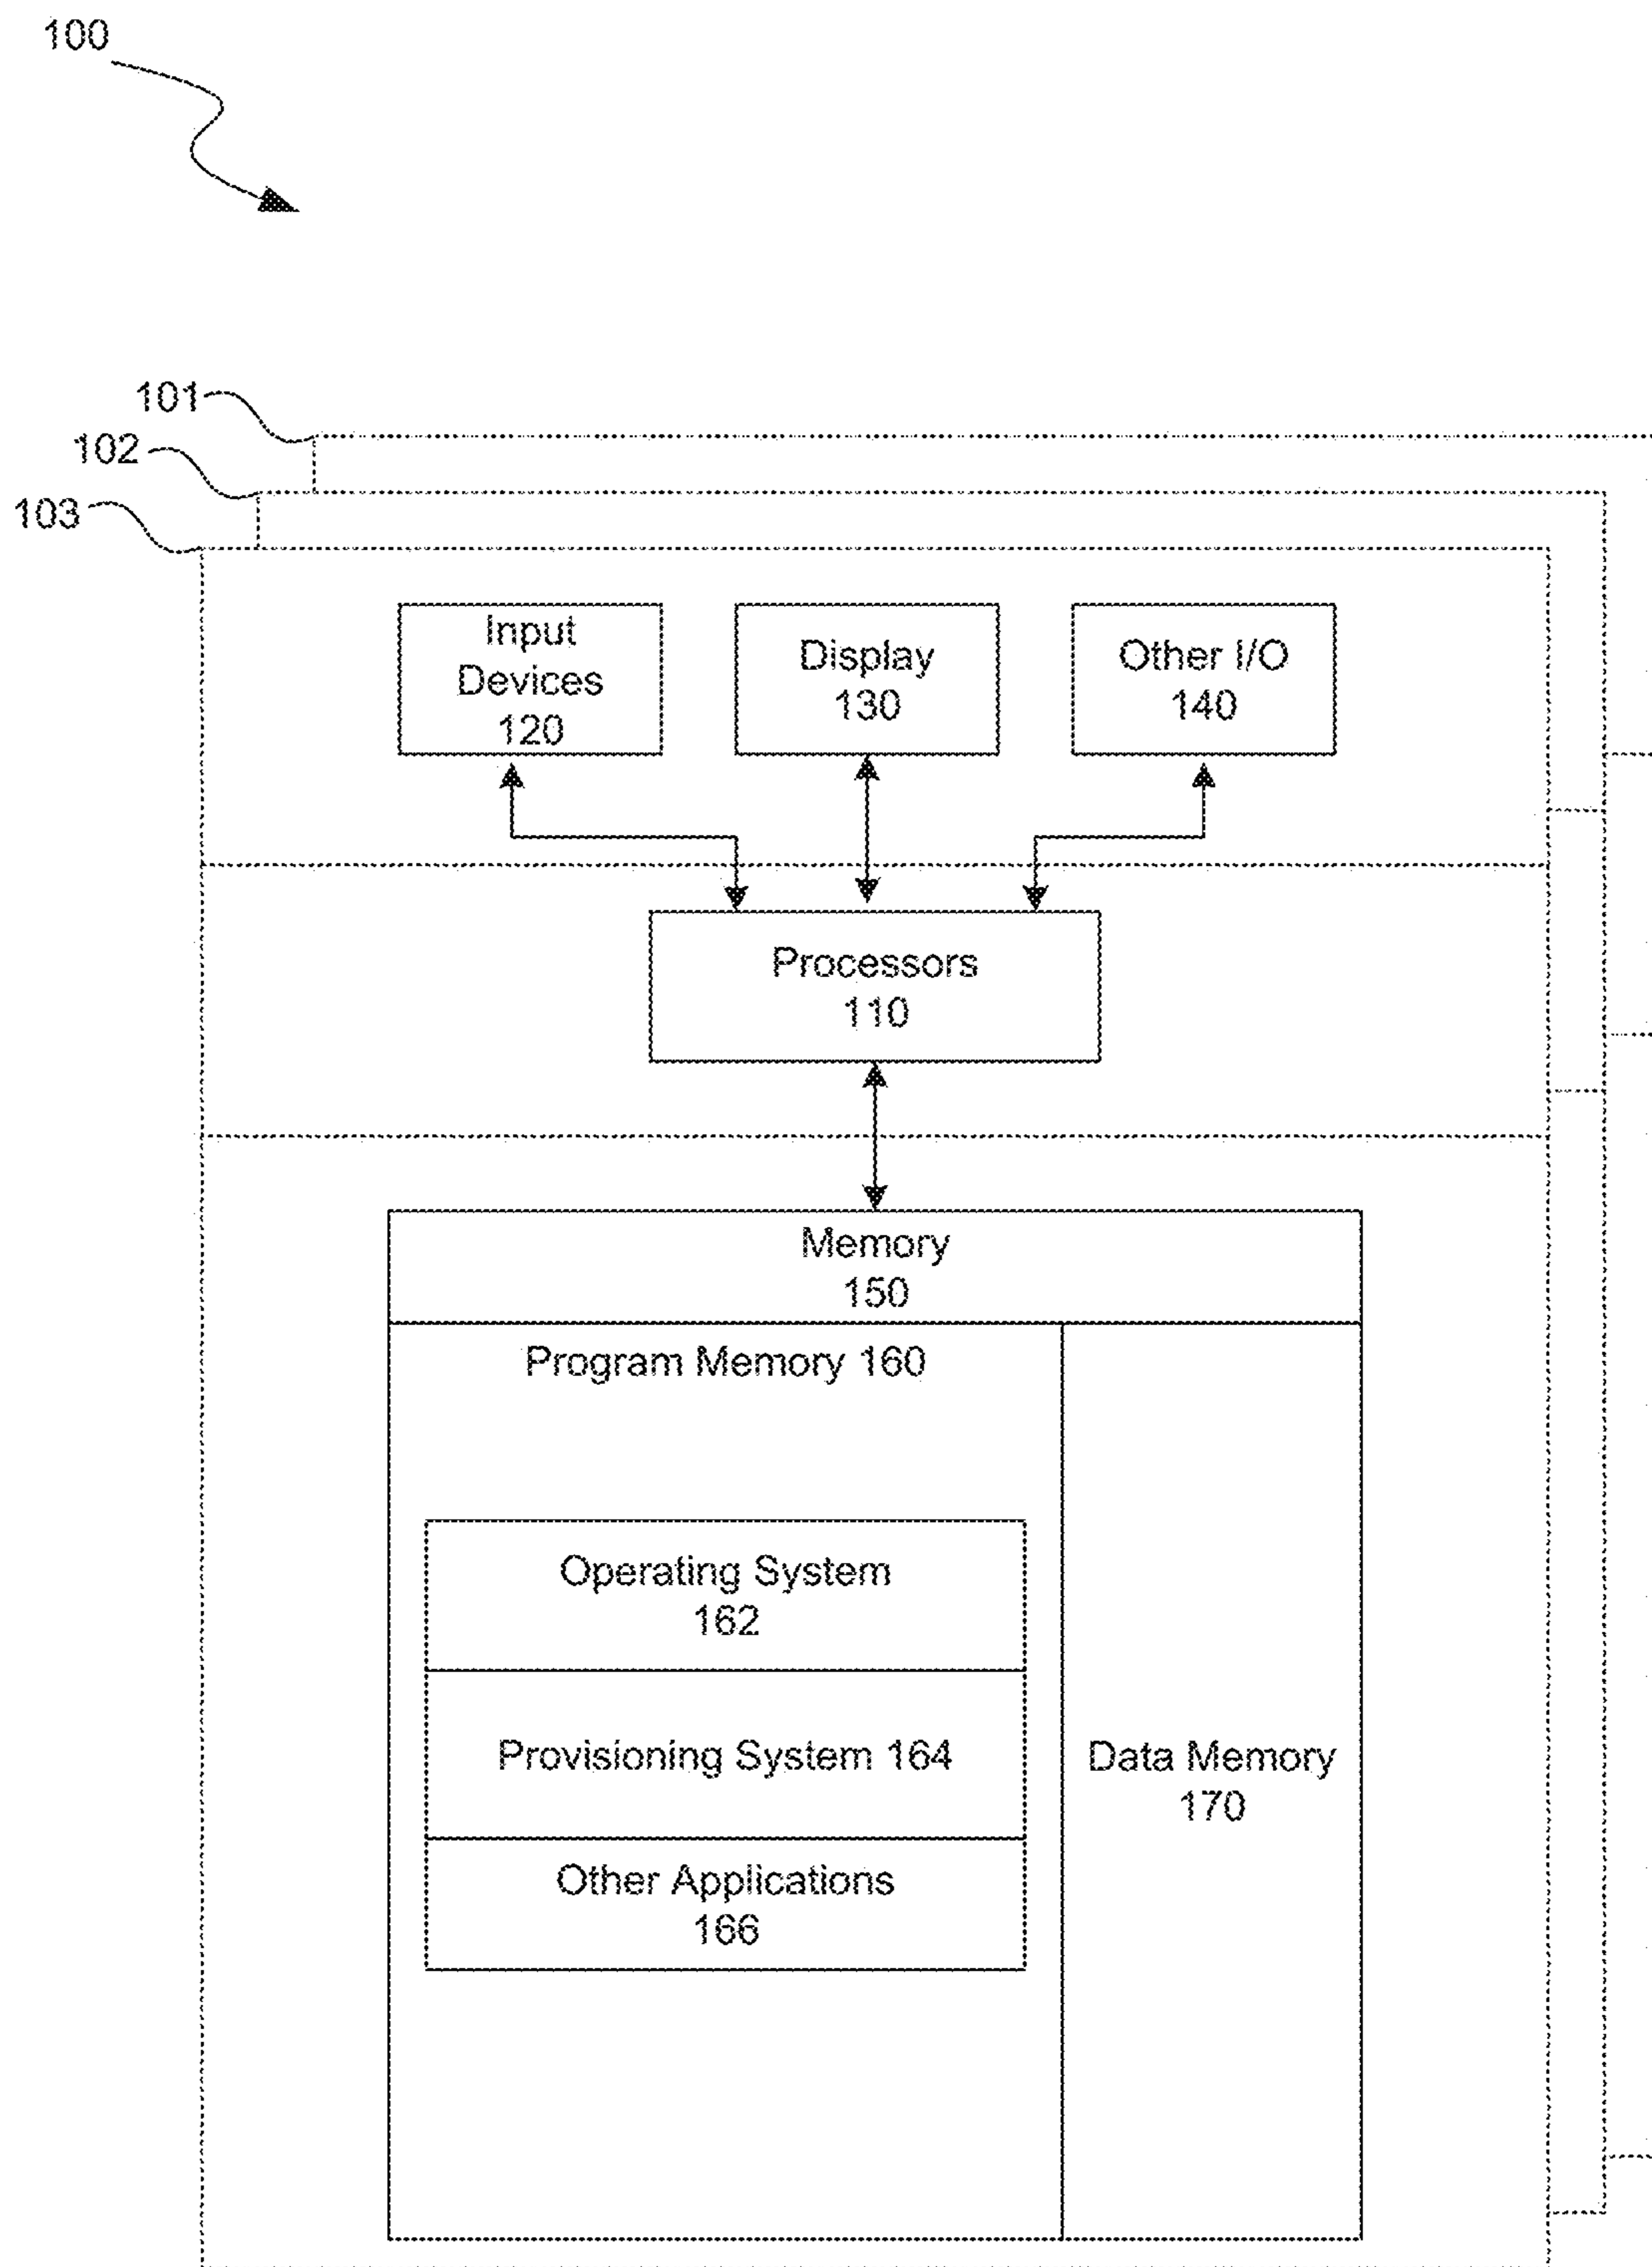 100
101
102
103
Input
Devices
120
Display
130
Other I/O
140
Processors
110
Memory
150
Program Memory 160
Operating System
162
Provisioning System 164
Other Applications
166
Data Memory
170